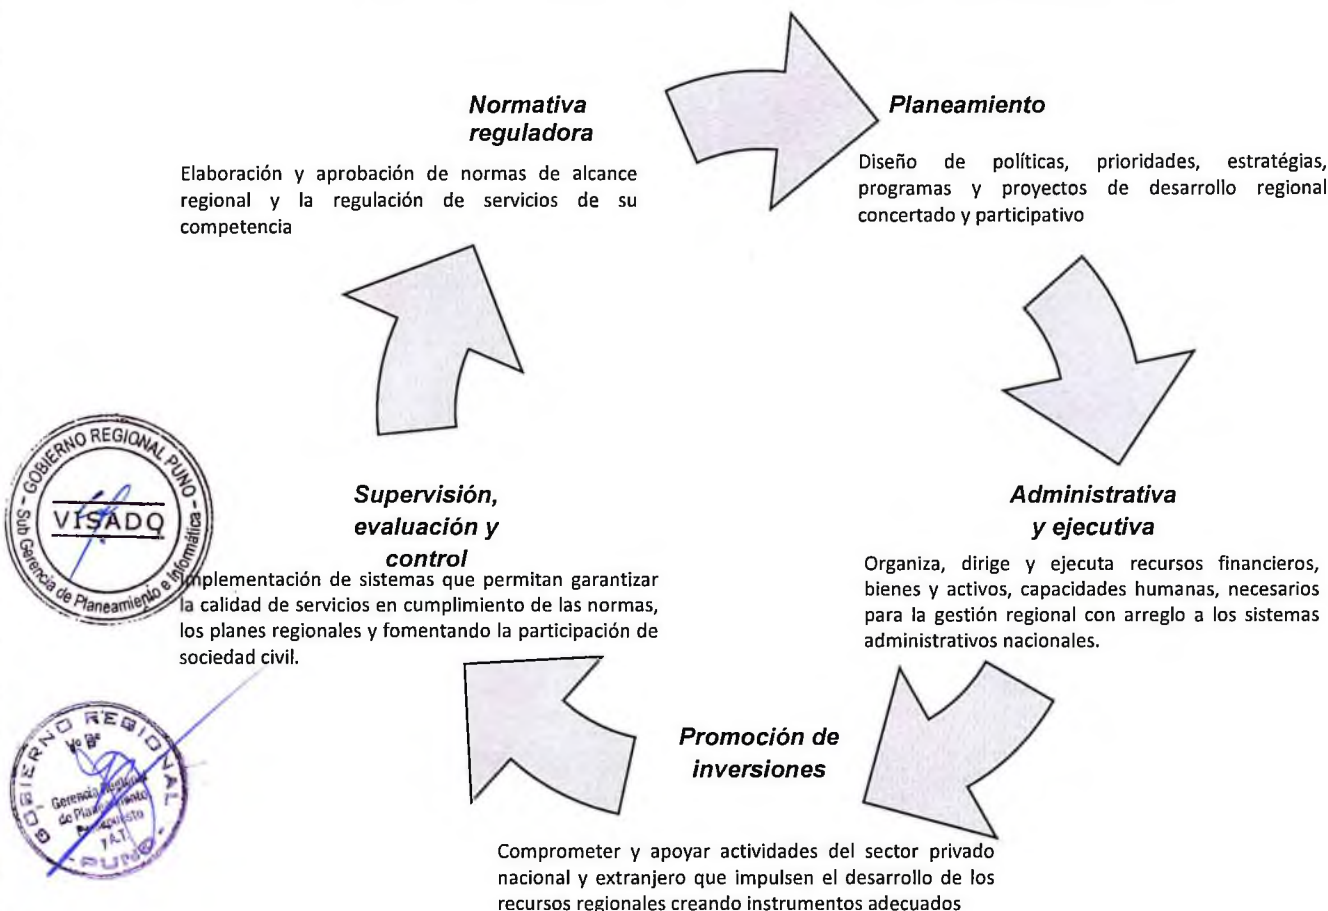 Normativa
reguladora
Elaboración y aprobación de normas de alcance
regional y la regulación de servicios de su
competencia
Planeamiento
Diseño de políticas, prioridades, estratégias,
programas y proyectos de desarrollo regional
concertado y participativo
Administrativa
y ejecutiva
Organiza, dirige y ejecuta recursos financieros,
bienes y activos, capacidades humanas, necesarios
para la gestión regional con arreglo a los sistemas
administrativos nacionales.
Promoción de
inversiones
Comprometer y apoyar actividades del sector privado
nacional y extranjero que impulsen el desarrollo de los
recursos regionales creando instrumentos adecuados
Supervisión,
evaluación y
control
Implementación de sistemas que permitan garantizar
la calidad de servicios en cumplimiento de las normas,
los planes regionales y fomentando la participación de
sociedad civil.
GOBIERNO REGIONAL PUNO
VISADO
Sub Gerencia de Planeamiento e Informática
GOBIERNO REGIONAL
Vº Bº
Gerencia Regional
de Planeamiento
y A.T.
PUNO